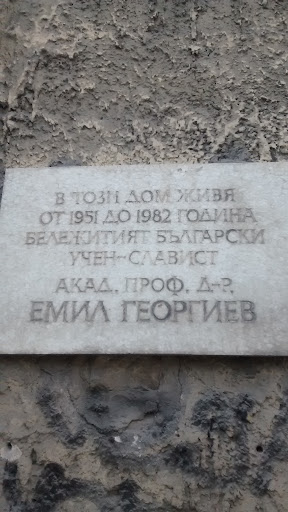 В ТОЗИ ДОМ ЖИВЯ
ОТ 1951 ДО 1982 ГОДИНА
БЕЛЕЖИТИЯТ БЪЛГАРСКИ
УЧЕН-СЛАВИСТ
АКАД. ПРОФ. Д-Р.
ЕМИЛ ГЕОРГИЕВ